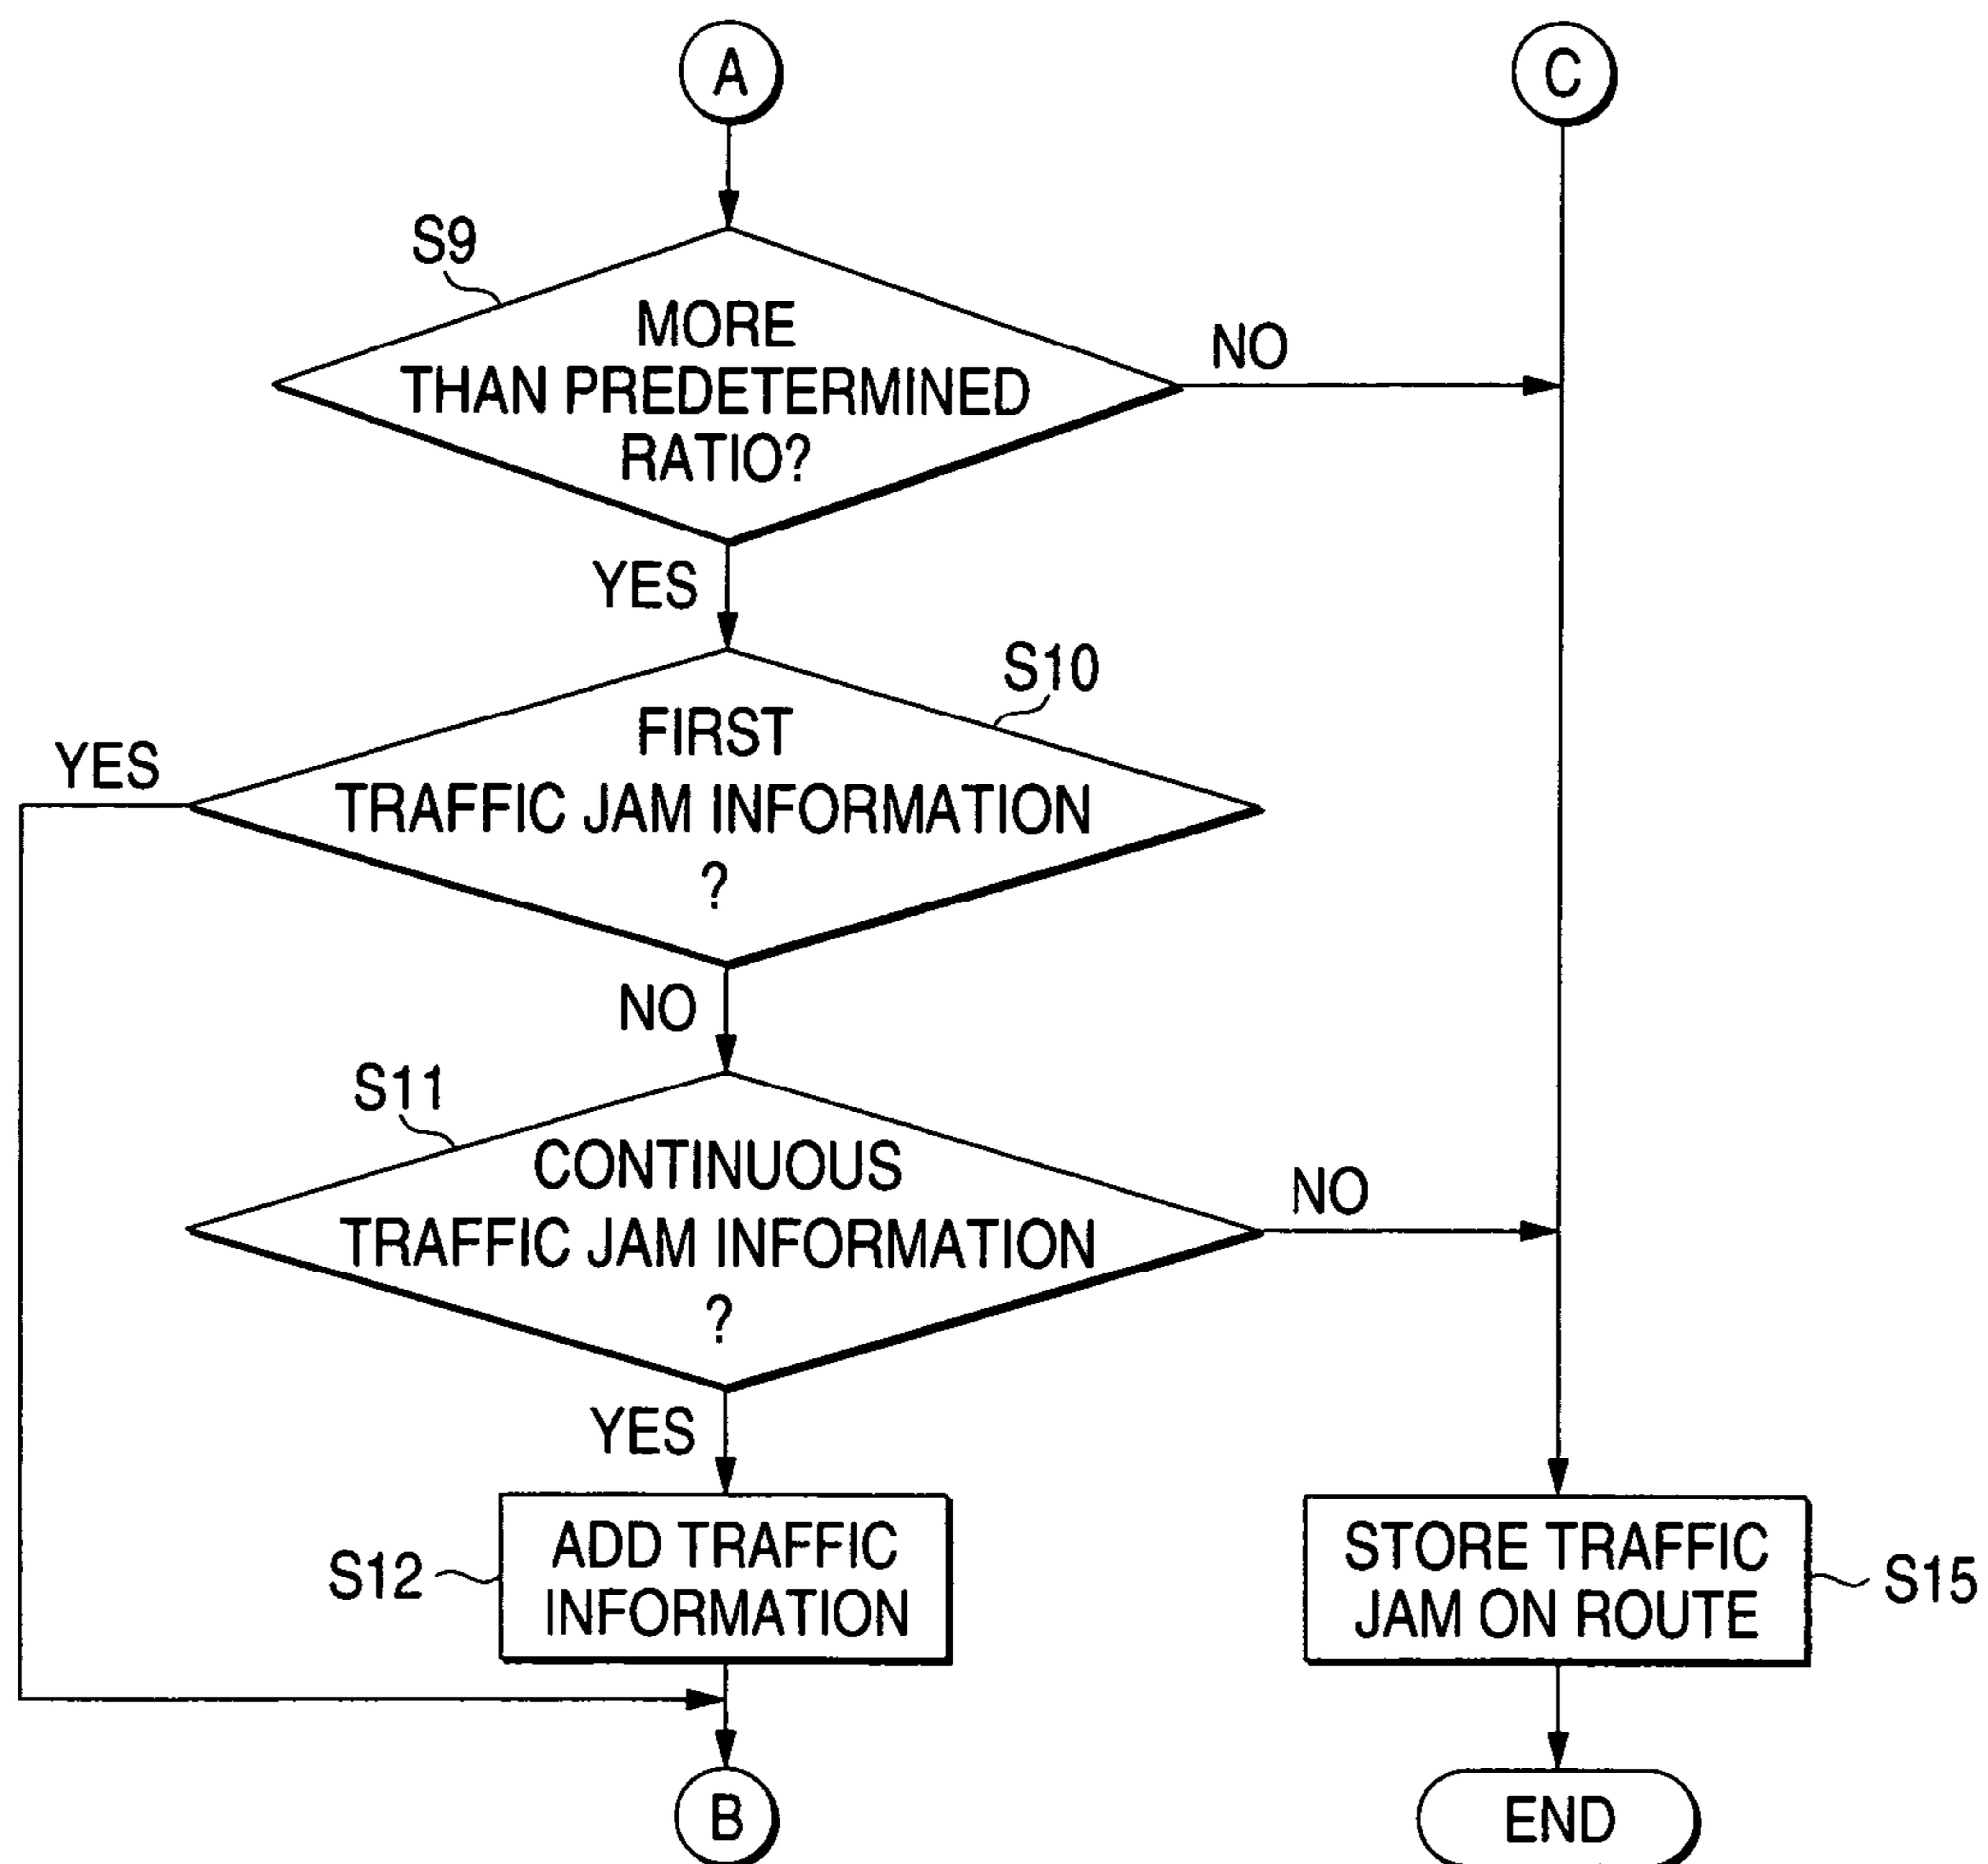 A
C
S9
MORE
THAN PREDETERMINED
RATIO?
NO
YES
S10
FIRST
TRAFFIC JAM INFORMATION
?
YES
NO
S11
CONTINUOUS
TRAFFIC JAM INFORMATION
?
NO
YES
S12
ADD TRAFFIC
INFORMATION
STORE TRAFFIC
JAM ON ROUTE
S15
B
END